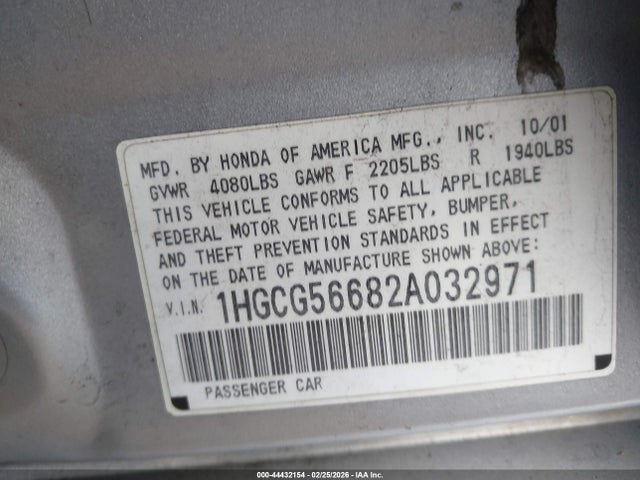 MFD. BY HONDA OF AMERICA MFG., INC. 10/01
GVWR 4080LBS GAWR F 2205LBS R 1940LBS
THIS VEHICLE CONFORMS TO ALL APPLICABLE
FEDERAL MOTOR VEHICLE SAFETY, BUMPER,
AND THEFT PREVENTION STANDARDS IN EFFECT
ON THE DATE OF MANUFACTURE SHOWN ABOVE:
V.I.N. 1HGCG56682A032971
PASSENGER CAR
000-44432154 - 02/25/2026 - IAA Inc.